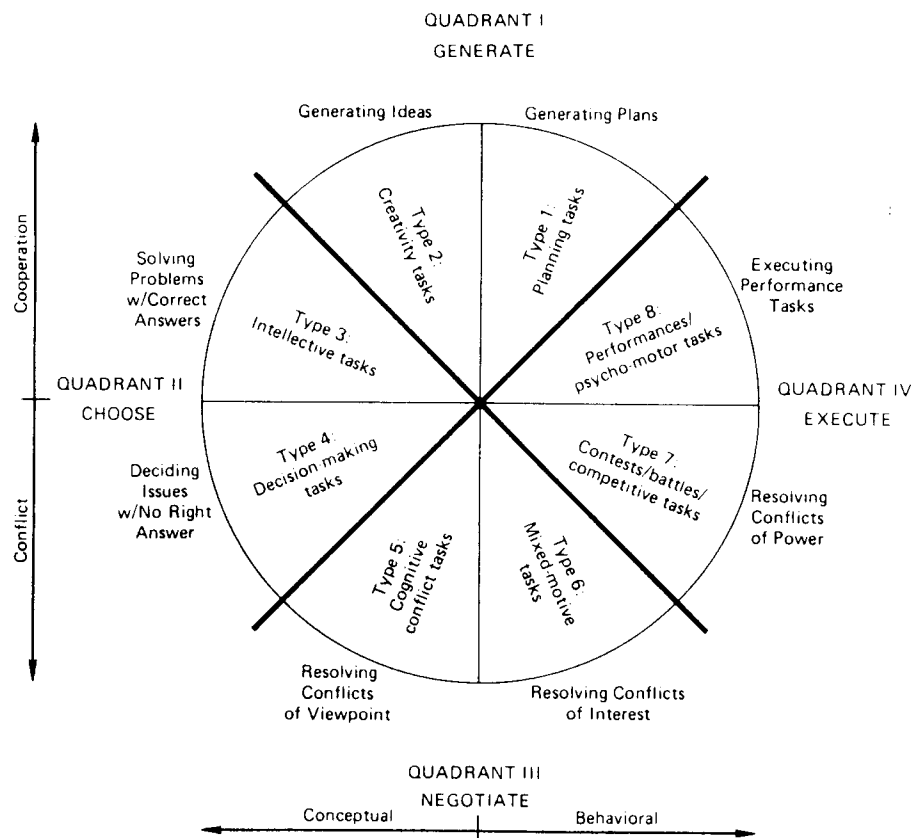 QUADRANT I
GENERATE
Generating Ideas
Generating Plans
Cooperation
Conflict
Type 2:
Creativity tasks
Type 1:
Planning tasks
Solving
Problems
w/Correct
Answers
Executing
Performance
Tasks
Type 3:
Intellective tasks
Type 8:
Performances/
psycho-motor tasks
QUADRANT II
CHOOSE
QUADRANT IV
EXECUTE
Type 4:
Decision-making
tasks
Type 7:
Contests/battles/
competitive tasks
Deciding
Issues
w/No Right
Answer
Resolving
Conflicts
of Power
Type 5:
Cognitive
conflict tasks
Type 6:
Mixed-motive
tasks
Resolving
Conflicts
of Viewpoint
Resolving Conflicts
of Interest
QUADRANT III
NEGOTIATE
Conceptual
Behavioral